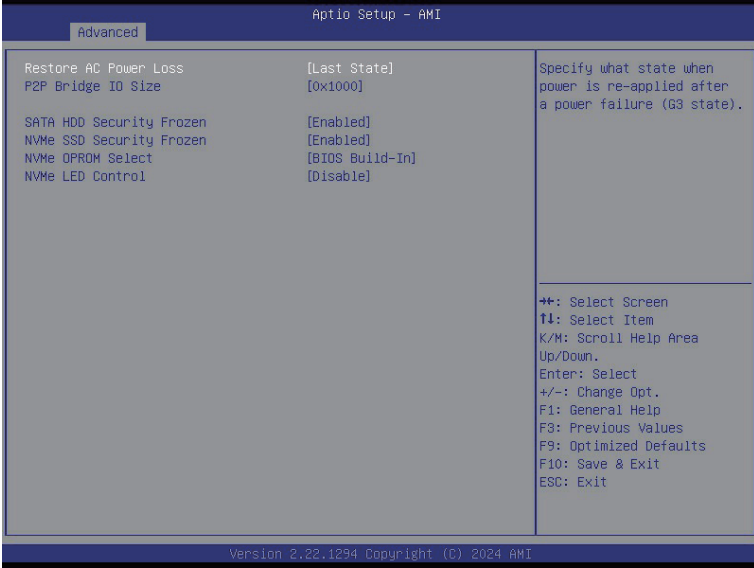 Aptio Setup – AMI
Advanced
Restore AC Power Loss [Last State]
P2P Bridge IO Size [0x1000]
SATA HDD Security Frozen [Enabled]
NVMe SSD Security Frozen [Enabled]
NVMe OPROM Select [BIOS Build-In]
NVMe LED Control [Disable]
Specify what state when
power is re-applied after
a power failure (G3 state).
→←: Select Screen
↑↓: Select Item
K/M: Scroll Help Area
Up/Down.
Enter: Select
+/-: Change Opt.
F1: General Help
F3: Previous Values
F9: Optimized Defaults
F10: Save & Exit
ESC: Exit
Version 2.22.1294 Copyright (C) 2024 AMI